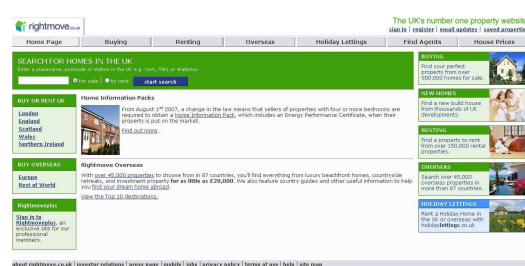 rightmove.co.uk
The UK's number one property website
sign in | register | email updates | saved properties
Home Page
Buying
Renting
Overseas
Holiday Lettings
Find Agents
House Prices
SEARCH FOR HOMES IN THE UK
Enter a placename, postcode or station in the UK e.g. York, TW1 or Waterloo
for sale
to rent
start search
BUY OR RENT UK
London
England
Scotland
Wales
Northern Ireland
Home Information Packs
From August 1st 2007, a change in the law means that sellers of properties with four or more bedrooms are
required to obtain a Home Information Pack, which includes an Energy Performance Certificate, when their
property is put on the market.
Find out more.
BUY OVERSEAS
Europe
Rest of World
Rightmove Overseas
With over 45,000 properties to choose from in 87 countries, you'll find everything from luxury beachfront homes, countryside
retreats, and investment property for as little as £20,000. We also feature country guides and other useful information to help
you find your dream home abroad.
View the Top 10 destinations.
Rightmoveplus
Sign in to
Rightmoveplus, an
exclusive site for our
professional
members.
BUYING
Find your perfect
property from over
900,000 homes for sale.
NEW HOMES
Find a new build house
from thousands of UK
developments.
RENTING
Find a property to rent
from over 150,000 rental
properties.
OVERSEAS
Search over 45,000
overseas properties in
more than 87 countries.
HOLIDAY LETTINGS
Rent a Holiday Home in
the UK or overseas with
holidaylettings.co.uk
about rightmove.co.uk | investor relations | press page | mobile | jobs | privacy policy | terms of use | help | site map